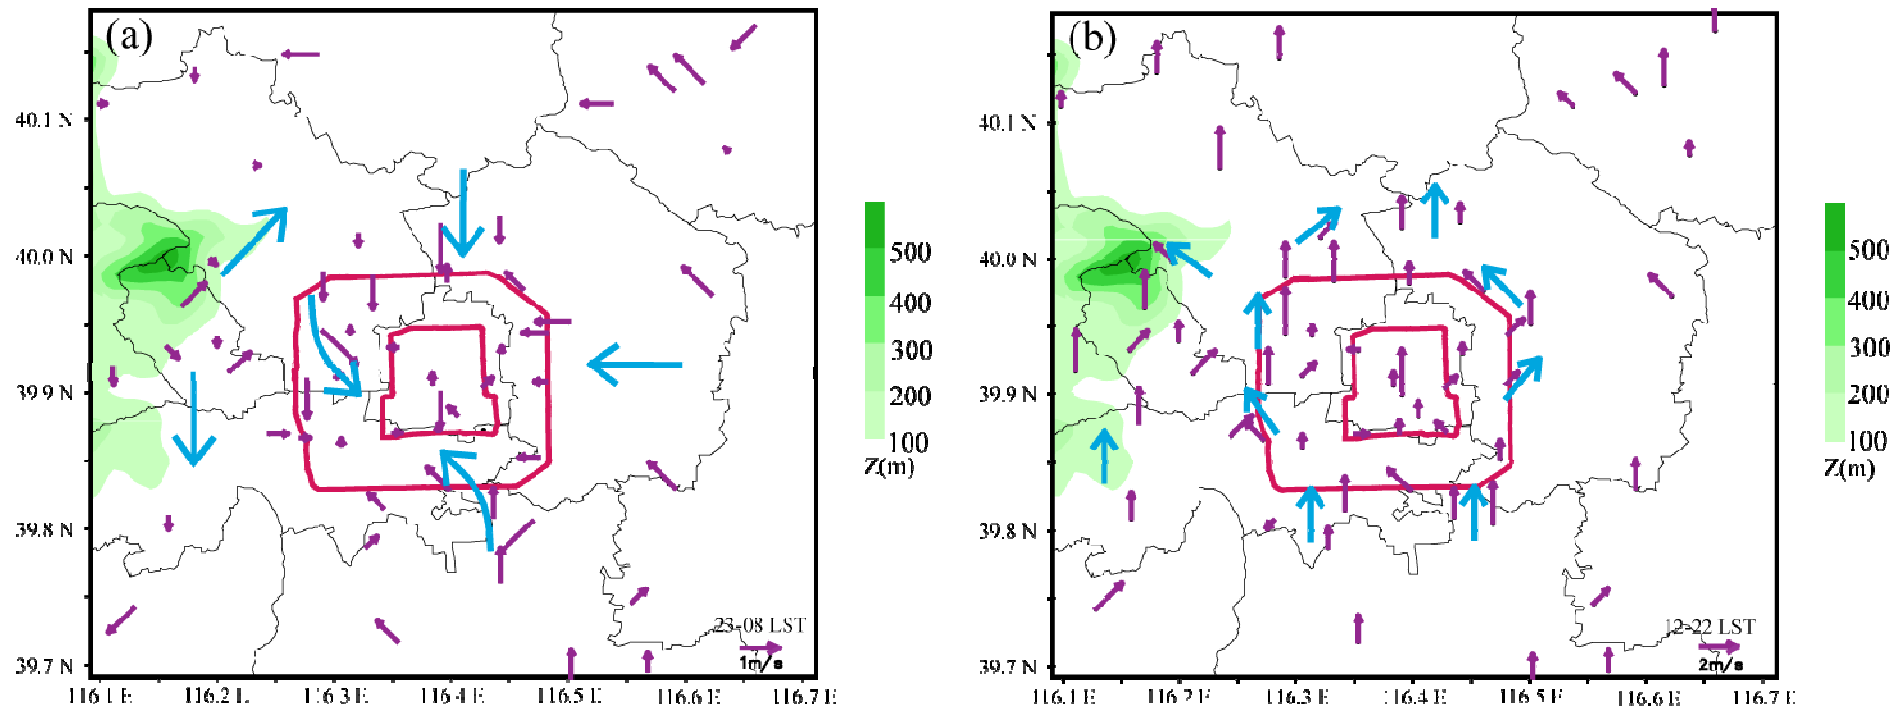 (a)
40.1 N
40.0 N
39.9 N
39.8 N
39.7 N
116.1 E
116.2 E
116.3 E
116.4 E
116.5 E
116.6 E
116.7 E
23-08 LST
1m/s
500
400
300
200
100
Z(m)
(b)
40.1 N
40.0 N
39.9 N
39.8 N
39.7 N
116.1 E
116.2 E
116.3 E
116.4 E
116.5 E
116.6 E
116.7 E
12-22 LST
2m/s
500
400
300
200
100
Z(m)